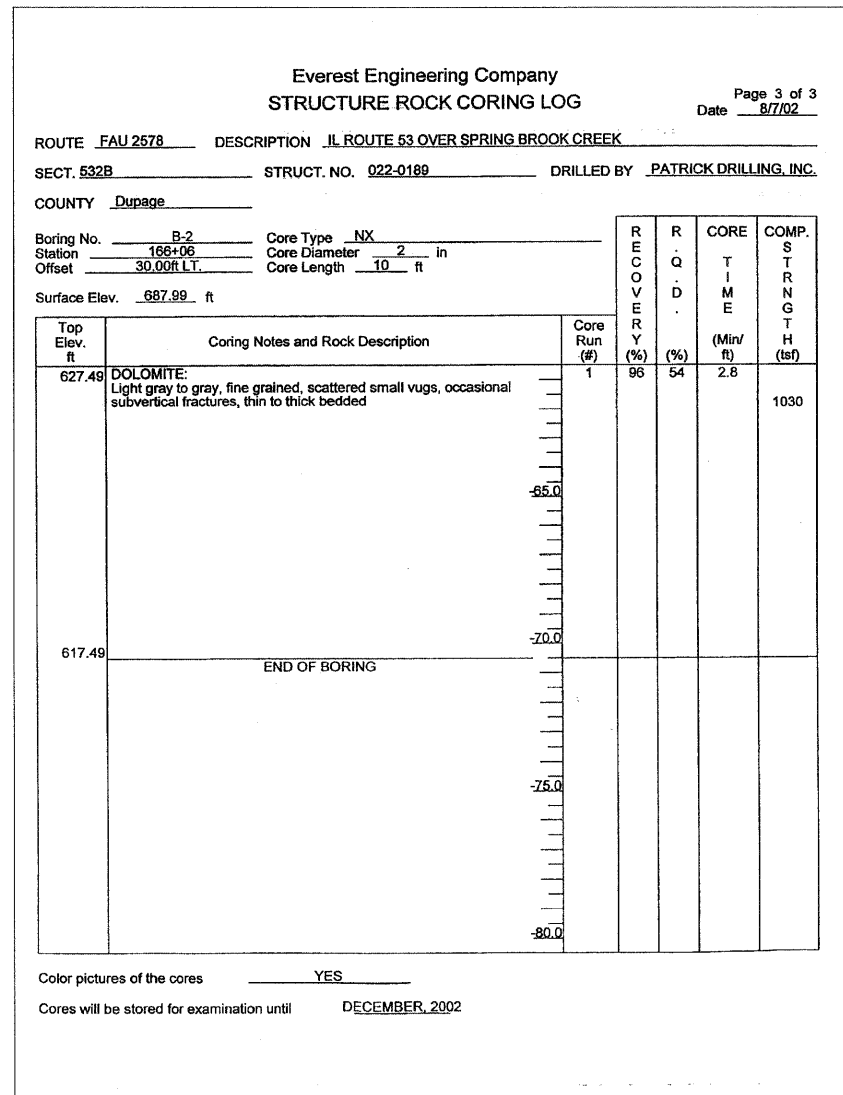 Everest Engineering Company
STRUCTURE ROCK CORING LOG
Page 3 of 3
Date 8/7/02
ROUTE FAU 2578 DESCRIPTION IL ROUTE 53 OVER SPRING BROOK CREEK
SECT. 532B STRUCT. NO. 022-0189 DRILLED BY PATRICK DRILLING, INC.
COUNTY Dupage
Boring No. B-2 Core Type NX
Station 166+06 Core Diameter 2 in
Offset 30.00ft LT. Core Length 10 ft
Surface Elev. 687.99 ft
Top Elev. ft Coring Notes and Rock Description Core Run (#) RECOVERY (%) R.Q.D. (%) CORE TIME (Min/ft) COMP. STRNGTH (tsf)
627.49 DOLOMITE: 1 96 54 2.8
Light gray to gray, fine grained, scattered small vugs, occasional
subvertical fractures, thin to thick bedded 1030
-65.0
-70.0
617.49
END OF BORING
-75.0
-80.0
Color pictures of the cores YES
Cores will be stored for examination until DECEMBER, 2002